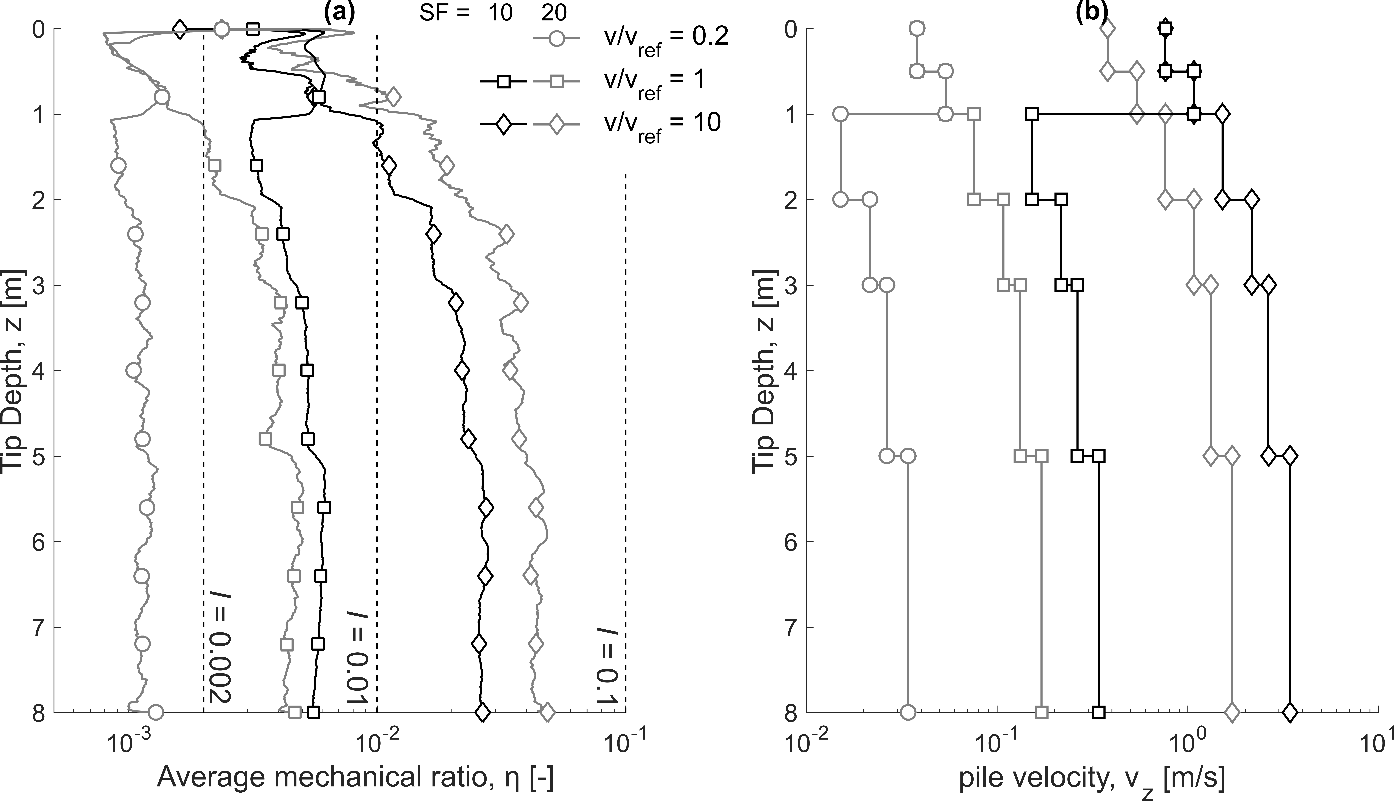 (a)
SF = 10 20
v/v_ref = 0.2
v/v_ref = 1
v/v_ref = 10
0
1
2
3
4
5
6
7
8
Tip Depth, z [m]
I = 0.002
I = 0.01
I = 0.1
10^-3
10^-2
10^-1
Average mechanical ratio, η [-]
(b)
0
1
2
3
4
5
6
7
8
Tip Depth, z [m]
10^-2
10^-1
10^0
10^1
pile velocity, v_z [m/s]